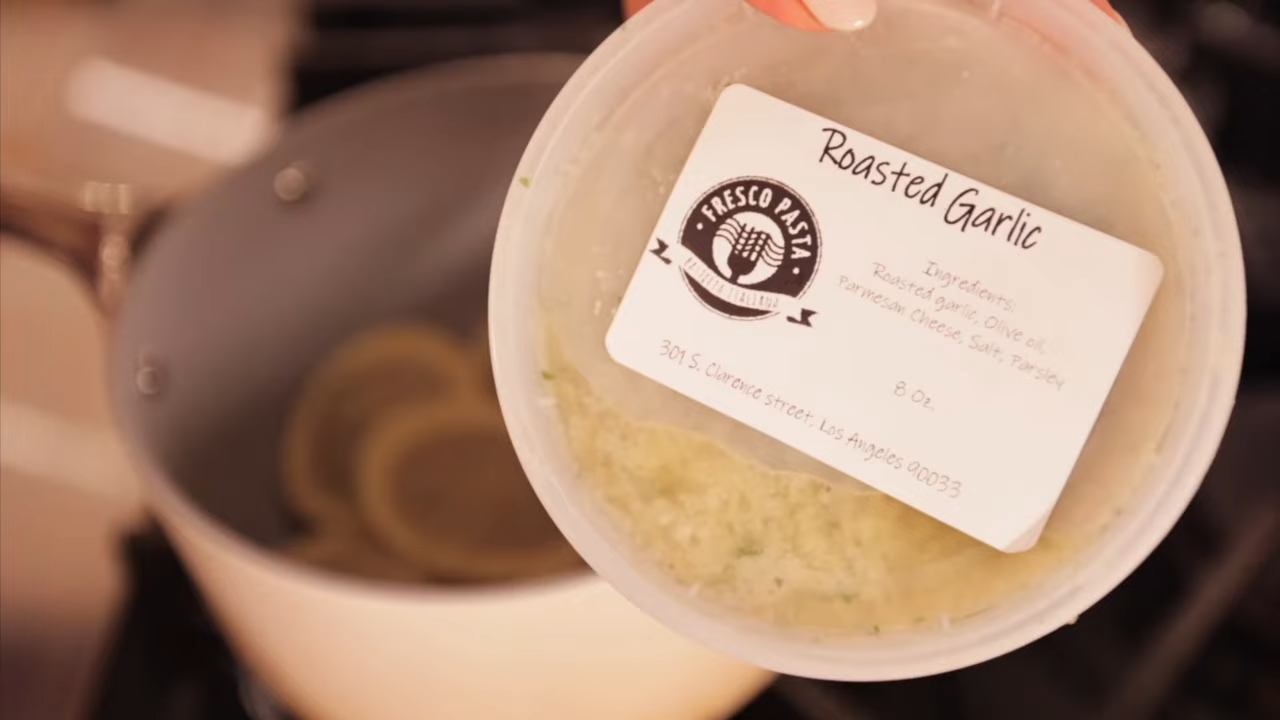 Roasted Garlic
FRESCO PASTA
Ingredients:
Roasted garlic, Olive oil,
Parmesan Cheese, Salt, Parsley
8 Oz.
301 S. Clarence street, Los Angeles 90033